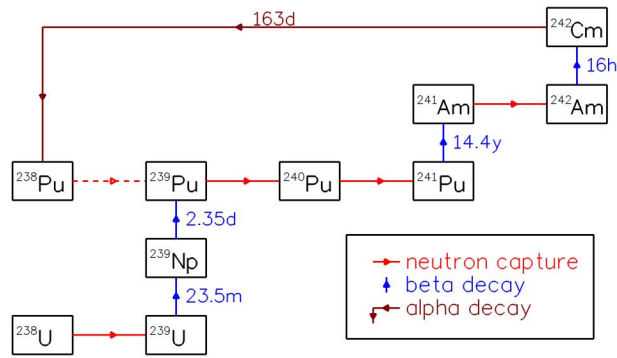 163d
²⁴²Cm
16h
²⁴¹Am
²⁴²Am
14.4y
²³⁸Pu
²³⁹Pu
²⁴⁰Pu
²⁴¹Pu
2.35d
²³⁹Np
23.5m
²³⁸U
²³⁹U
neutron capture
beta decay
alpha decay